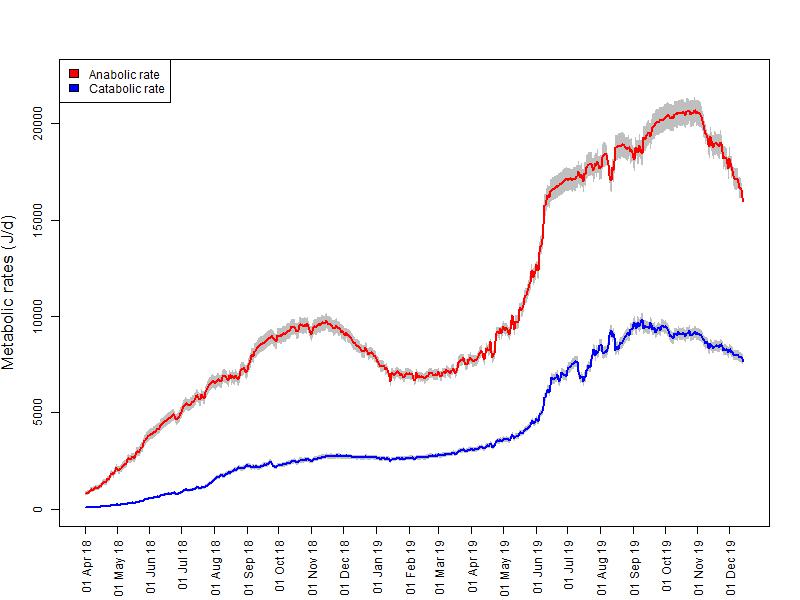 Anabolic rate
Catabolic rate
Metabolic rates (J/d)
20000
15000
10000
5000
0
01 Apr 18
01 May 18
01 Jun 18
01 Jul 18
01 Aug 18
01 Sep 18
01 Oct 18
01 Nov 18
01 Dec 18
01 Jan 19
01 Feb 19
01 Mar 19
01 Apr 19
01 May 19
01 Jun 19
01 Jul 19
01 Aug 19
01 Sep 19
01 Oct 19
01 Nov 19
01 Dec 19